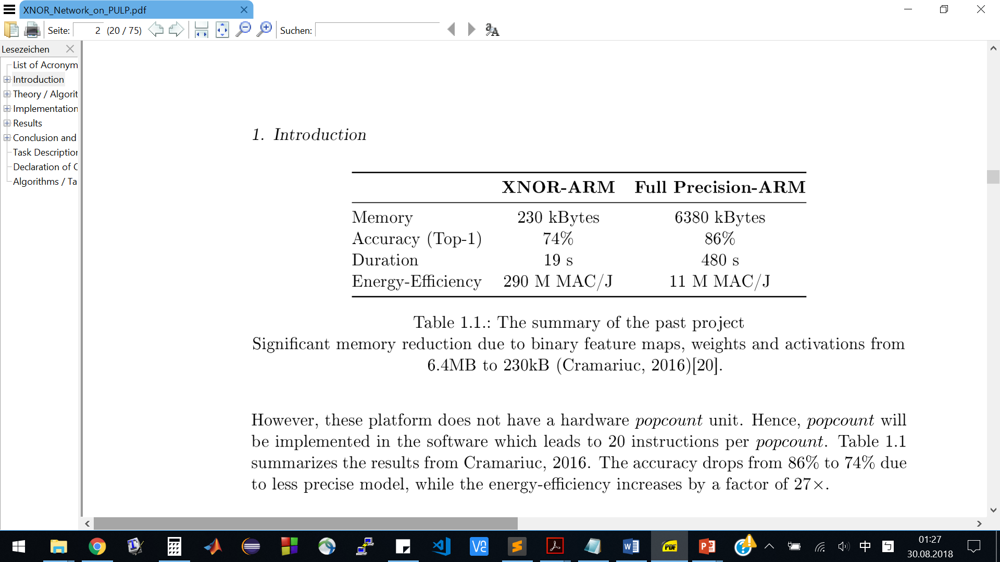 XNOR_Network_on_PULP.pdf
Seite: 2 (20 / 75) Suchen:
Lesezeichen
List of Acronym
Introduction
Theory / Algorit
Implementation
Results
Conclusion and
Task Description
Declaration of C
Algorithms / Ta
1. Introduction
XNOR-ARM Full Precision-ARM
Memory 230 kBytes 6380 kBytes
Accuracy (Top-1) 74% 86%
Duration 19 s 480 s
Energy-Efficiency 290 M MAC/J 11 M MAC/J
Table 1.1.: The summary of the past project
Significant memory reduction due to binary feature maps, weights and activations from
6.4MB to 230kB (Cramariuc, 2016)[20].
However, these platform does not have a hardware popcount unit. Hence, popcount will
be implemented in the software which leads to 20 instructions per popcount. Table 1.1
summarizes the results from Cramariuc, 2016. The accuracy drops from 86% to 74% due
to less precise model, while the energy-efficiency increases by a factor of 27×.
PDF
中 ㄅ 01:27
30.08.2018